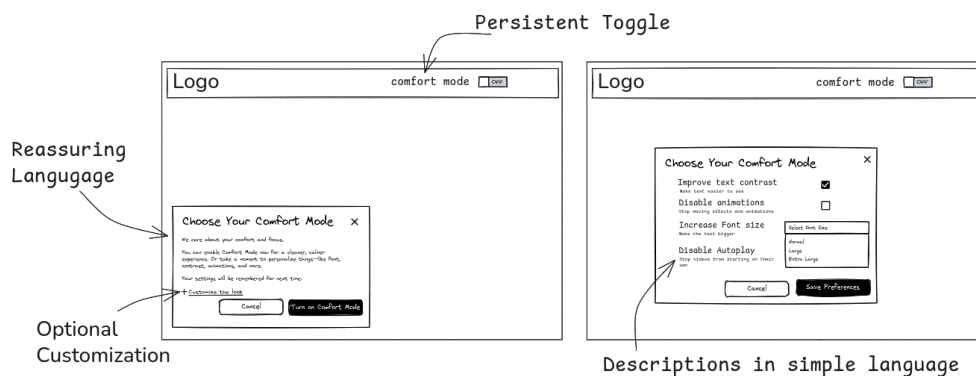 Persistent Toggle
Logo
comfort mode
OFF
Reassuring
Langugage
Choose Your Comfort Mode
We care about your comfort and focus.
You can enable Comfort Mode now for a cleaner, calmer
experience. Or take a moment to personalize things-like font,
contrast, animations, and more.
Your settings will be remembered for next time.
+ Customize the look
Cancel
Turn on Comfort Mode
Optional
Customization
Logo
comfort mode
OFF
Choose Your Comfort Mode
Improve text contrast
Make text easier to see
Disable animations
Stop moving effects and animations
Increase Font size
Make the text bigger
Select Font Size
Normal
Large
Extra Large
Disable Autoplay
Stop videos from starting on their
own
Cancel
Save Preferences
Descriptions in simple language